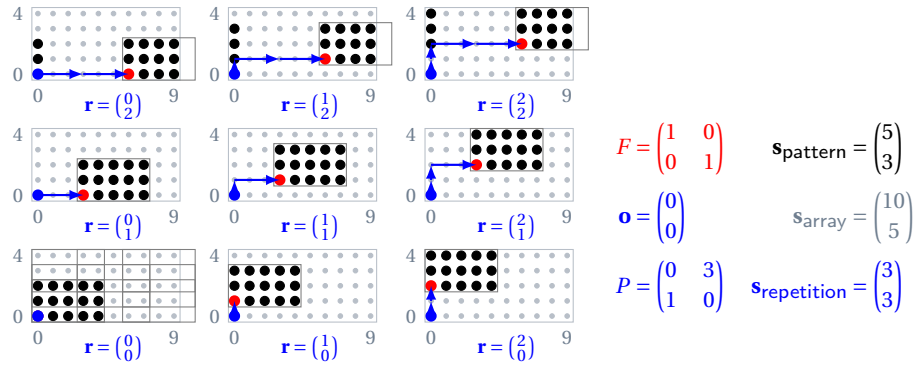 4 4 4
0 0 0
0 9 0 9 0 9
r = (0 2) r = (1 2) r = (2 2)
4 4 4
0 0 0
0 9 0 9 0 9
r = (0 1) r = (1 1) r = (2 1)
4 4 4
0 0 0
0 9 0 9 0 9
r = (0 0) r = (1 0) r = (2 0)
F = (1 0
0 1) s_pattern = (5
3)
o = (0
0) s_array = (10
5)
P = (0 3
1 0) s_repetition = (3
3)